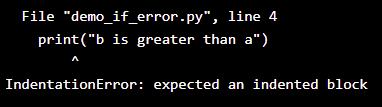 File "demo_if_error.py", line 4
print("b is greater than a")
^
IndentationError: expected an indented block